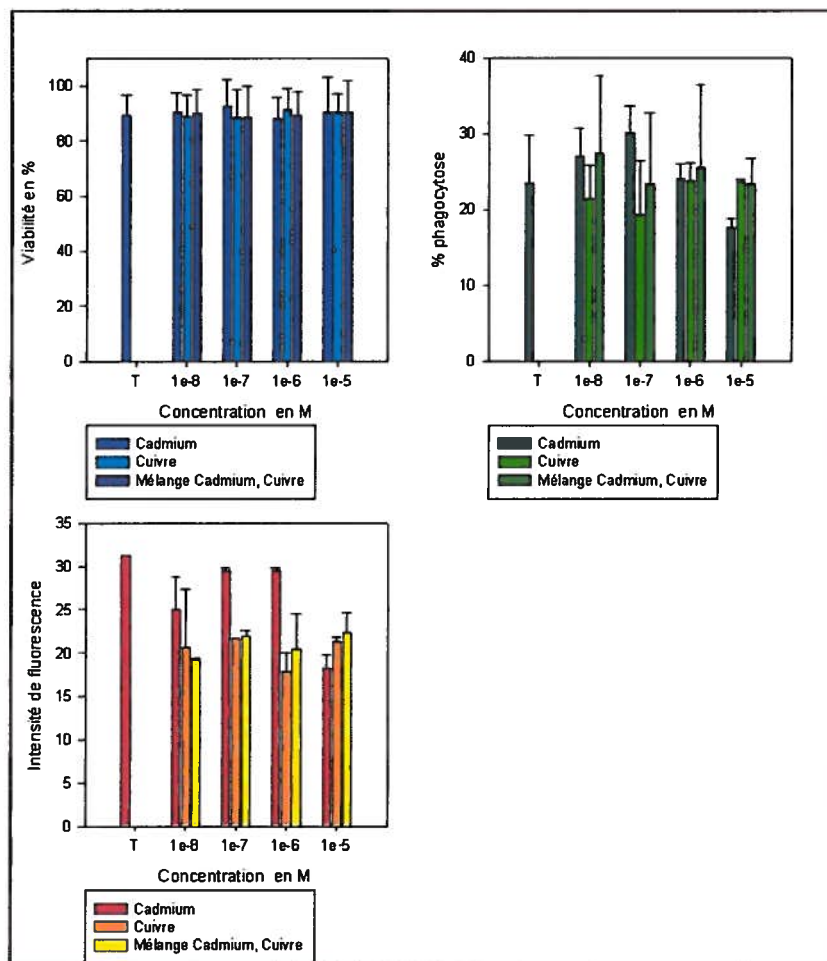 Viabilité en %
100
80
60
40
20
0
T 1e-8 1e-7 1e-6 1e-5
Concentration en M
Cadmium
Cuivre
Mélange Cadmium, Cuivre
% phagocytose
40
30
20
10
0
T 1e-8 1e-7 1e-6 1e-5
Concentration en M
Cadmium
Cuivre
Mélange Cadmium, Cuivre
Intensité de fluorescence
35
30
25
20
15
10
5
0
T 1e-8 1e-7 1e-6 1e-5
Concentration en M
Cadmium
Cuivre
Mélange Cadmium, Cuivre